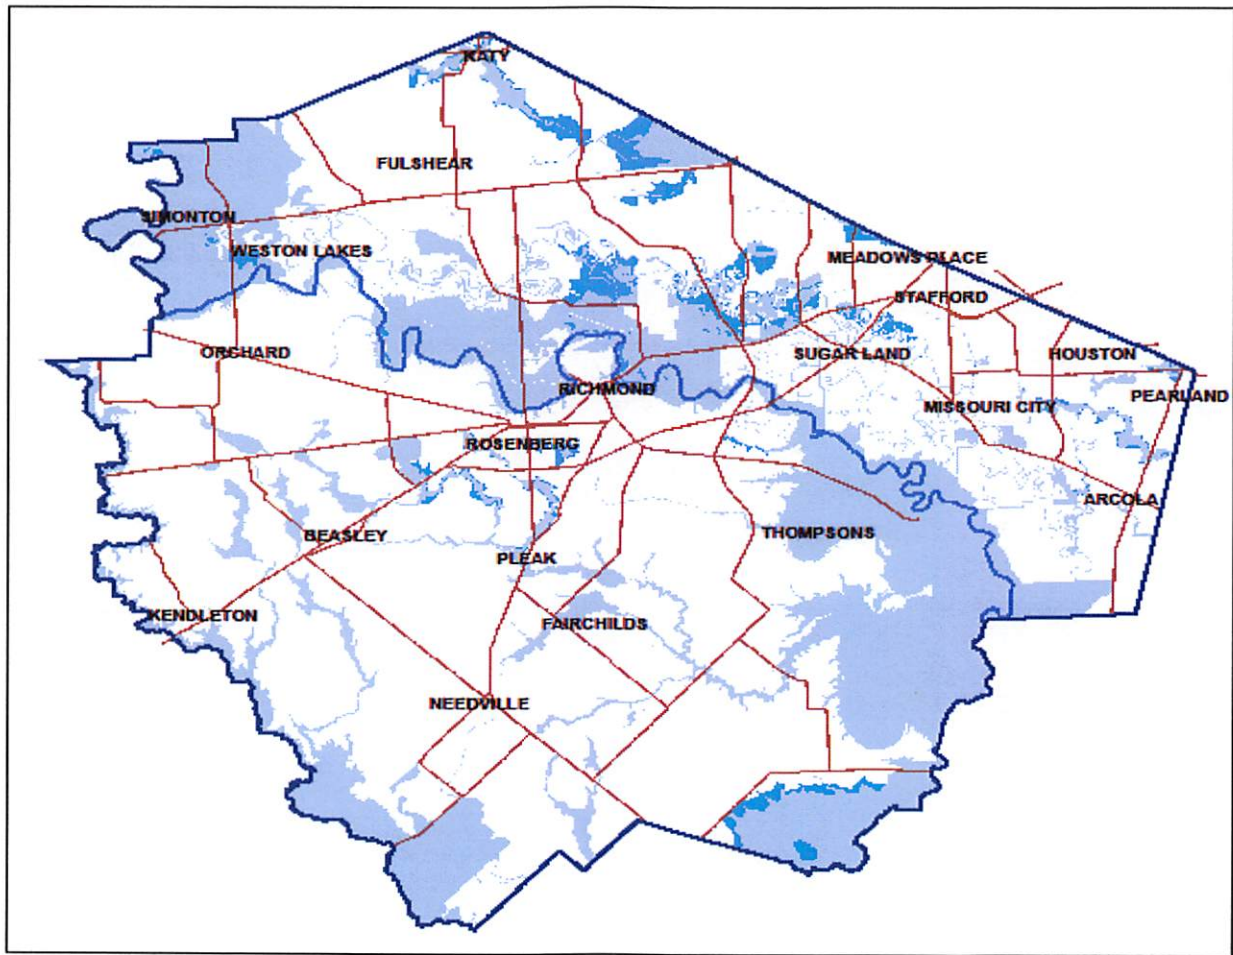 KATY
FULSHEAR
SIMONTON
WESTON LAKES
MEADOWS PLACE
STAFFORD
ORCHARD
SUGAR LAND
HOUSTON
RICHMOND
PEARLAND
MISSOURI CITY
ROSENBERG
ARCOLA
BEASLEY
THOMPSONS
PLEAK
KENDLETON
FAIRCHILDS
NEEDVILLE